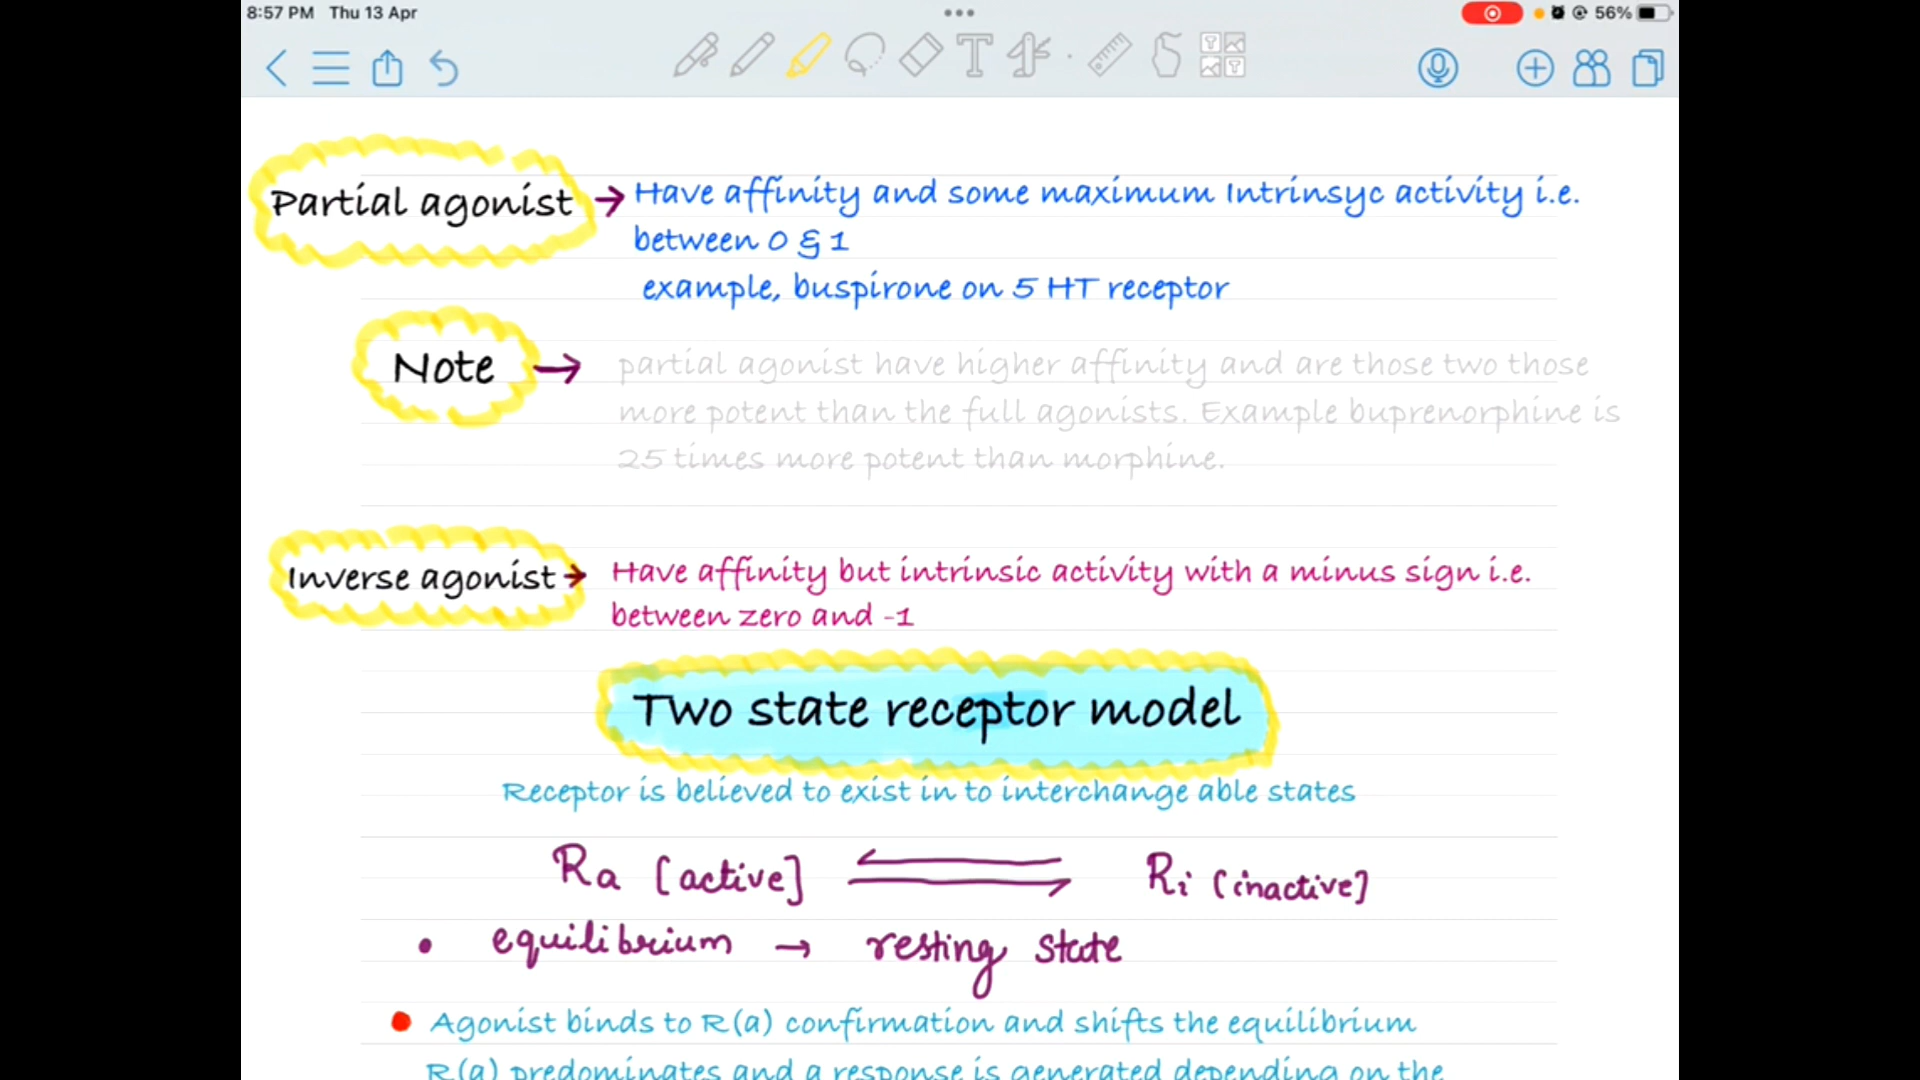 8:57 PM Thu 13 Apr
56%
Partial agonist → Have affinity and some maximum Intrinsyc activity i.e.
between 0 & 1
example, buspirone on 5 HT receptor
Note → partial agonist have higher affinity and are those two those
more potent than the full agonists. Example buprenorphine is
25 times more potent than morphine.
Inverse agonist → Have affinity but intrinsic activity with a minus sign i.e.
between zero and -1
Two state receptor model
Receptor is believed to exist in to interchange able states
Ra [active] ⇌ Ri [inactive]
• equilibrium → resting state
• Agonist binds to R(a) confirmation and shifts the equilibrium
R(a) predominates and a response is generated depending on the